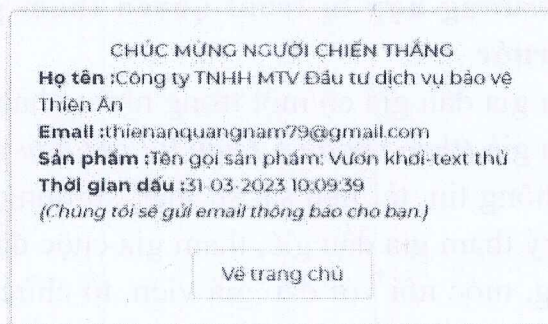 CHÚC MỪNG NGƯỜI CHIẾN THẮNG
Họ tên :Công ty TNHH MTV Đầu tư dịch vụ bảo vệ
Thiên Ân
Email :thienanquangnam79@gmail.com
Sản phẩm :Tên gọi sản phẩm: Vươn khơi-text thử
Thời gian đấu :31-03-2023 10:09:39
(Chúng tôi sẽ gửi email thông báo cho bạn.)
Về trang chủ